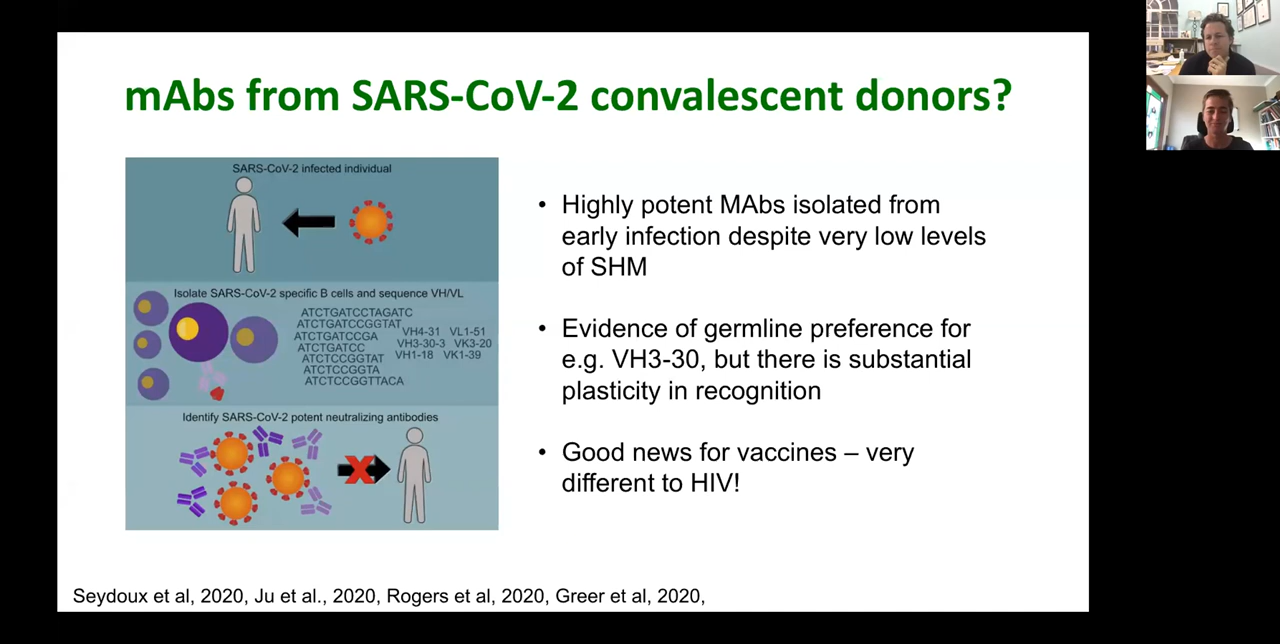 mAbs from SARS-CoV-2 convalescent donors?
SARS-CoV-2 infected individual
Isolate SARS-CoV-2 specific B cells and sequence VH/VL
ATCTGATCCTAGATC
ATCTGATCCGGTAT
ATCTGATCCGA
ATCTGATCC
ATCTCCGGTAT
ATCTCCGGTA
ATCTCCGGTTACA
VH4-31 VL1-51
VH3-30-3 VK3-20
VH1-18 VK1-39
Identify SARS-CoV-2 potent neutralizing antibodies
• Highly potent MAbs isolated from
early infection despite very low levels
of SHM
• Evidence of germline preference for
e.g. VH3-30, but there is substantial
plasticity in recognition
• Good news for vaccines – very
different to HIV!
Seydoux et al, 2020, Ju et al., 2020, Rogers et al, 2020, Greer et al, 2020,